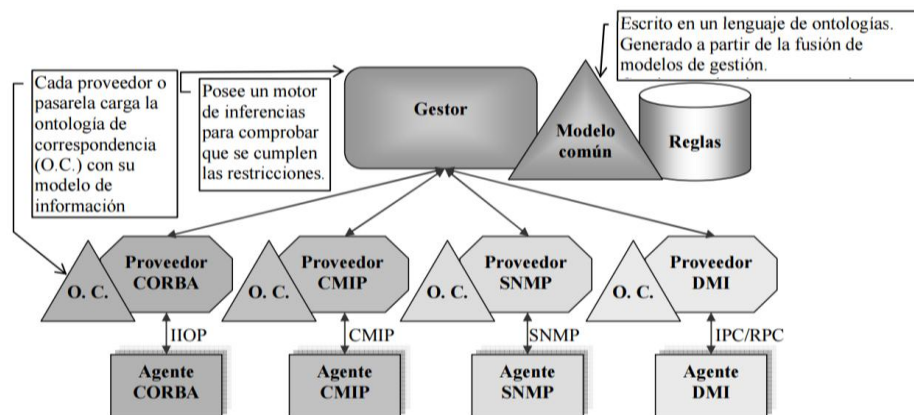 Cada proveedor o
pasarela carga la
ontología de
correspondencia
(O.C.) con su
modelo de
información
Posee un motor
de inferencias
para comprobar
que se cumplen
las restricciones.
Gestor
Escrito en un lenguaje de ontologías.
Generado a partir de la fusión de
modelos de gestión.
Modelo
común
Reglas
O. C.
Proveedor
CORBA
O. C.
Proveedor
CMIP
O. C.
Proveedor
SNMP
O. C.
Proveedor
DMI
IIOP
CMIP
SNMP
IPC/RPC
Agente
CORBA
Agente
CMIP
Agente
SNMP
Agente
DMI